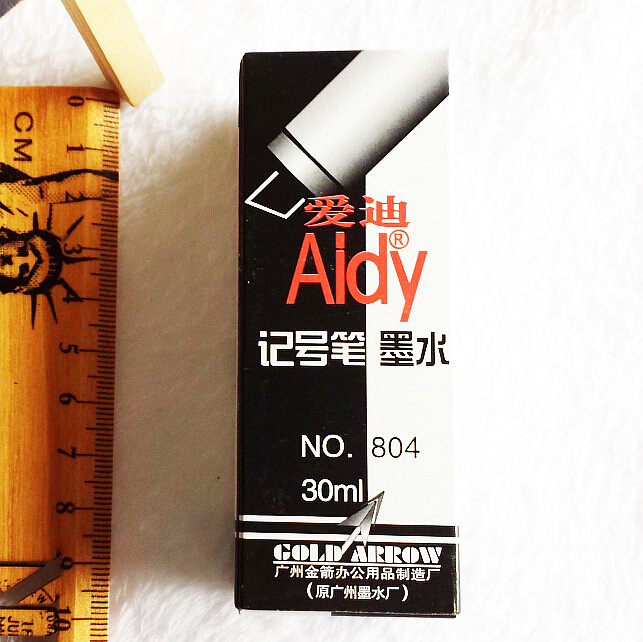 爱迪
Aidy®
记号笔 墨水
NO. 804
30ml
GOLD ARROW
广州金箭办公用品制造厂
(原广州墨水厂)
CM
0
1
2
3
4
5
6
7
8
9
10